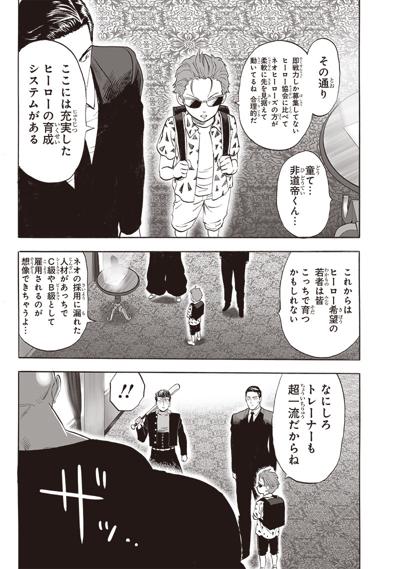 その通り
即戦力しか募集してない
ヒーロー協会に比べて
ネオヒーローズの方が
柔軟に先を見据えて
動いてるね 合理的だ
童て…
非道帝くん…
ここには充実した
ヒーローの育成
システムがある
これからは
ヒーロー希望の
若者は皆
こっちで育つ
かもしれない
ネオの採用に漏れた
人材があっちで
C級やB級として
雇用されるのが
想像できちゃうよ…
なにしろ
トレーナーも
超一流だからね
!!